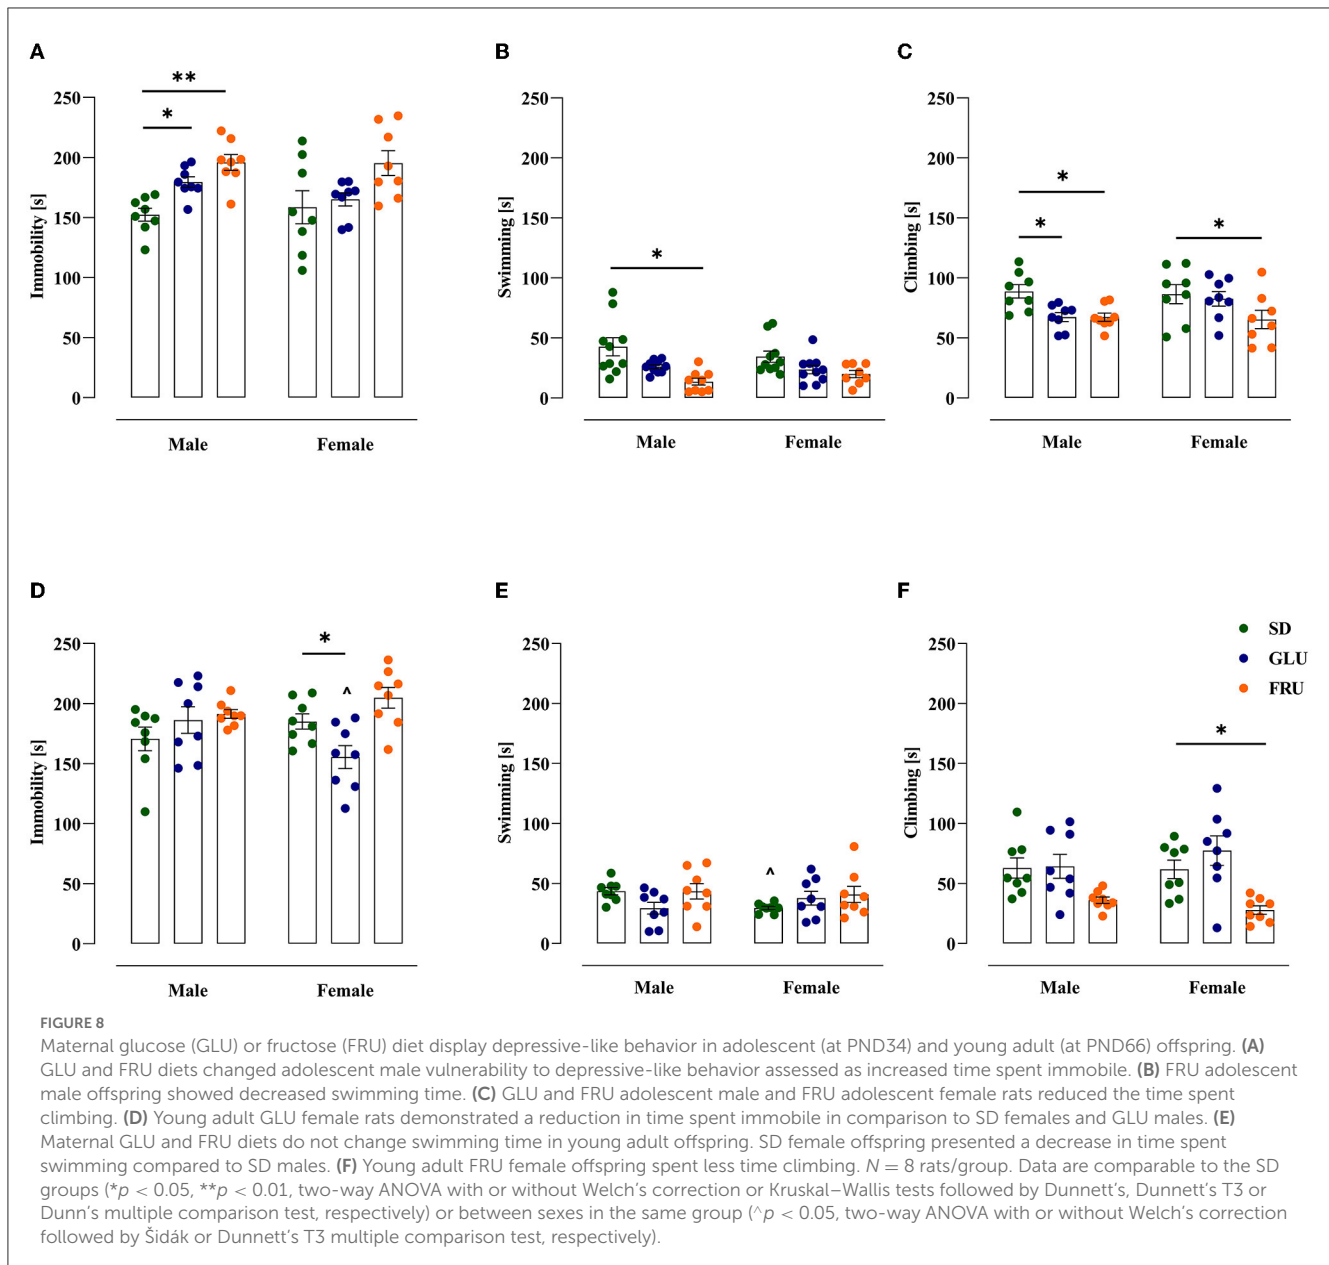 A
B
C
**
*
250
200
150
100
50
0
Immobility [s]
Male
Female
*
250
200
150
100
50
0
Swimming [s]
Male
Female
*
*
*
250
200
150
100
50
0
Climbing [s]
Male
Female
D
E
F
*
^
250
200
150
100
50
0
Immobility [s]
Male
Female
^
250
200
150
100
50
0
Swimming [s]
Male
Female
SD
GLU
FRU
*
250
200
150
100
50
0
Climbing [s]
Male
Female
FIGURE 8
Maternal glucose (GLU) or fructose (FRU) diet display depressive-like behavior in adolescent (at PND34) and young adult (at PND66) offspring. (A)
GLU and FRU diets changed adolescent male vulnerability to depressive-like behavior assessed as increased time spent immobile. (B) FRU adolescent
male offspring showed decreased swimming time. (C) GLU and FRU adolescent male and FRU adolescent female rats reduced the time spent
climbing. (D) Young adult GLU female rats demonstrated a reduction in time spent immobile in comparison to SD females and GLU males. (E)
Maternal GLU and FRU diets do not change swimming time in young adult offspring. SD female offspring presented a decrease in time spent
swimming compared to SD males. (F) Young adult FRU female offspring spent less time climbing. N = 8 rats/group. Data are comparable to the SD
groups (*p < 0.05, **p < 0.01, two-way ANOVA with or without Welch's correction or Kruskal–Wallis tests followed by Dunnett's, Dunnett's T3 or
Dunn's multiple comparison test, respectively) or between sexes in the same group (^p < 0.05, two-way ANOVA with or without Welch's correction
followed by Šidák or Dunnett's T3 multiple comparison test, respectively).